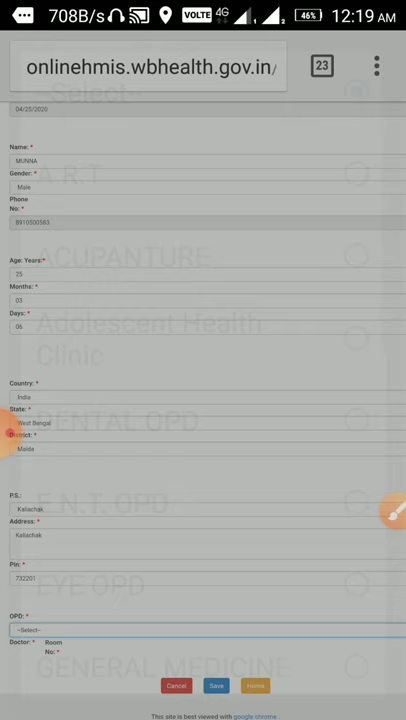 708B/s VOLTE 4G 1 2 46% 12:19 AM
onlinehmis.wbhealth.gov.in/ 23
--Select--
04/25/2020
Name: *
MUNNA
A.R.T
Gender: *
Male
Phone
No: *
8910500583
ACUPANTURE
Age: Years:*
25
Months: *
03
Days: *
Adolescent Health
06
Clinic
Country: *
India
State: *
West Bengal
DENTAL OPD
District: *
Malda
P.S.:
E.N.T. OPD
Kaliachak
Address: *
Kaliachak
Pin: *
732201
EYE OPD
OPD: *
--Select--
Doctor: * Room
No: *
GENERAL MEDICINE
Cancel Save Home
This site is best viewed with google chrome .